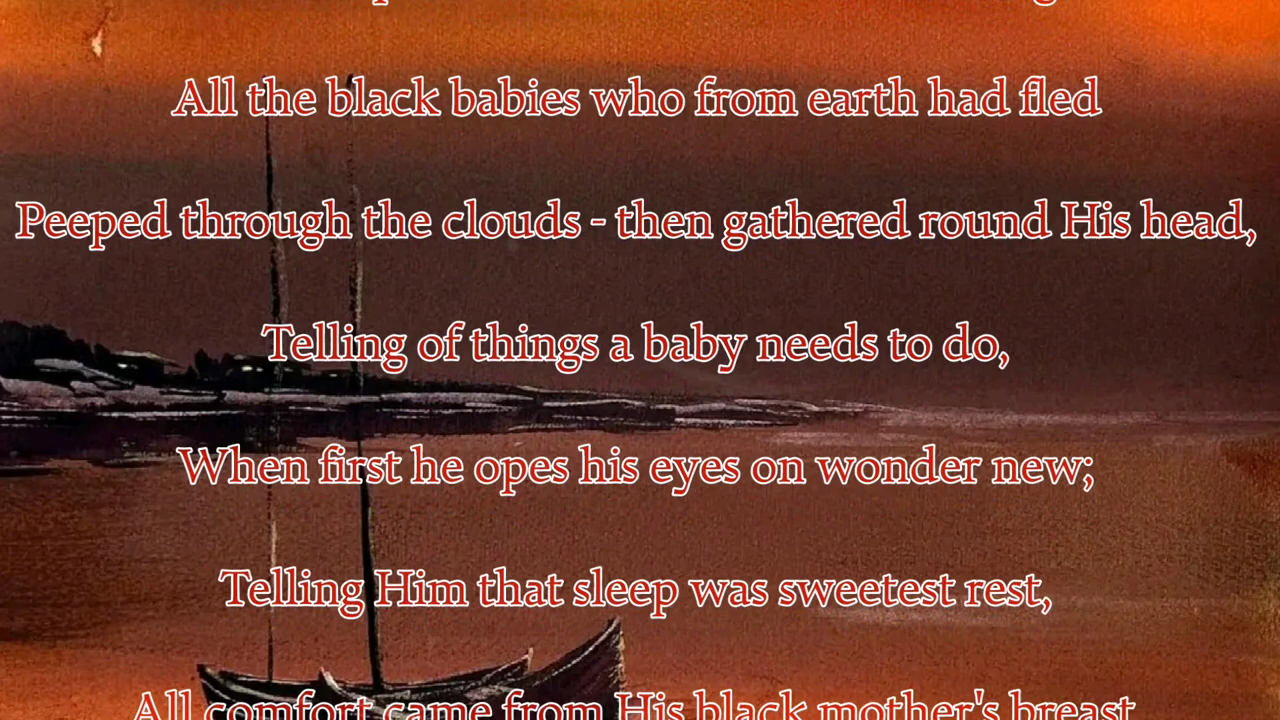 All the black babies who from earth had fled
Peeped through the clouds - then gathered round His head,
Telling of things a baby needs to do,
When first he opes his eyes on wonder new;
Telling Him that sleep was sweetest rest,
All comfort came from His black mother's breast